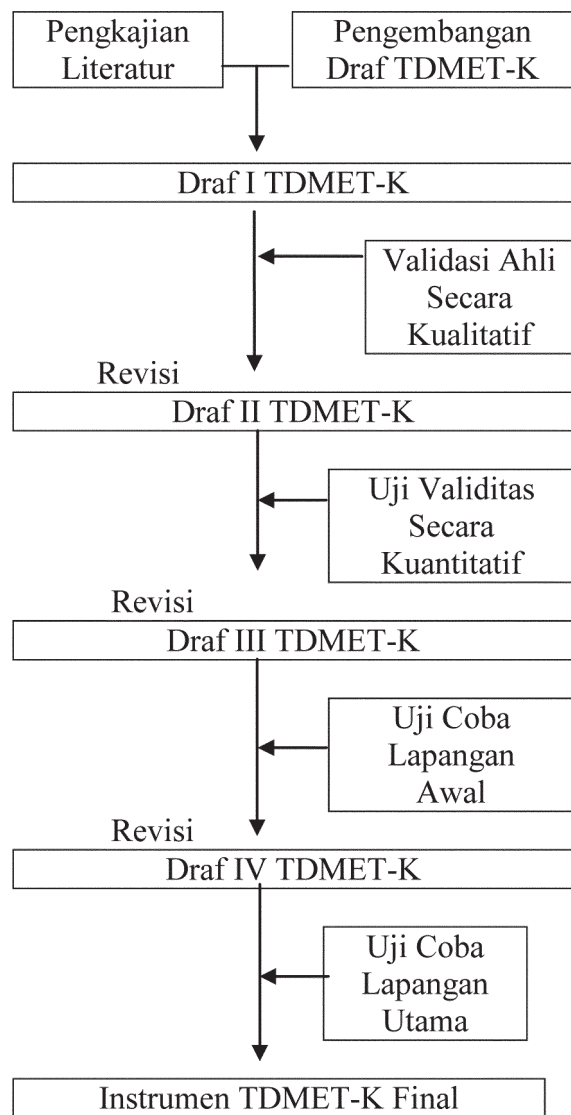 Pengkajian
Literatur
Pengembangan
Draf TDMET-K
Draf I TDMET-K
Validasi Ahli
Secara
Kualitatif
Revisi
Draf II TDMET-K
Uji Validitas
Secara
Kuantitatif
Revisi
Draf III TDMET-K
Uji Coba
Lapangan
Awal
Revisi
Draf IV TDMET-K
Uji Coba
Lapangan
Utama
Instrumen TDMET-K Final